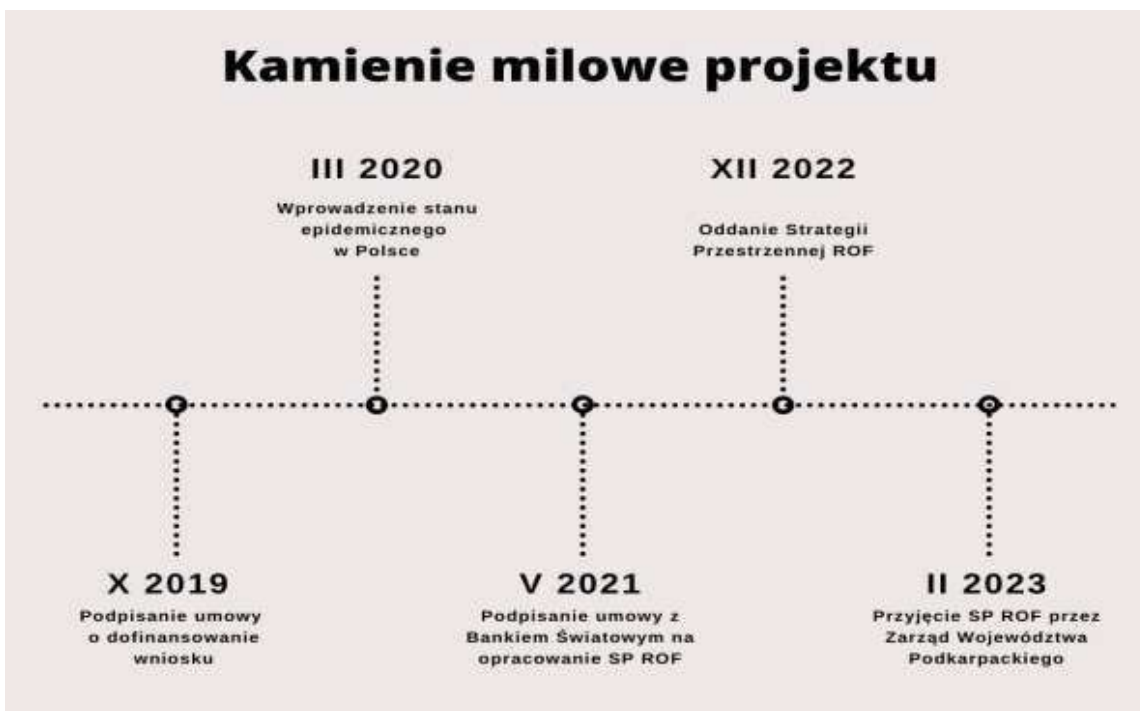 Kamienie milowe projektu
III 2020
Wprowadzenie stanu
epidemicznego
w Polsce
XII 2022
Oddanie Strategii
Przestrzennej ROF
X 2019
Podpisanie umowy
o dofinansowanie
wniosku
V 2021
Podpisanie umowy z
Bankiem Światowym na
opracowanie SP ROF
II 2023
Przyjęcie SP ROF przez
Zarząd Województwa
Podkarpackiego